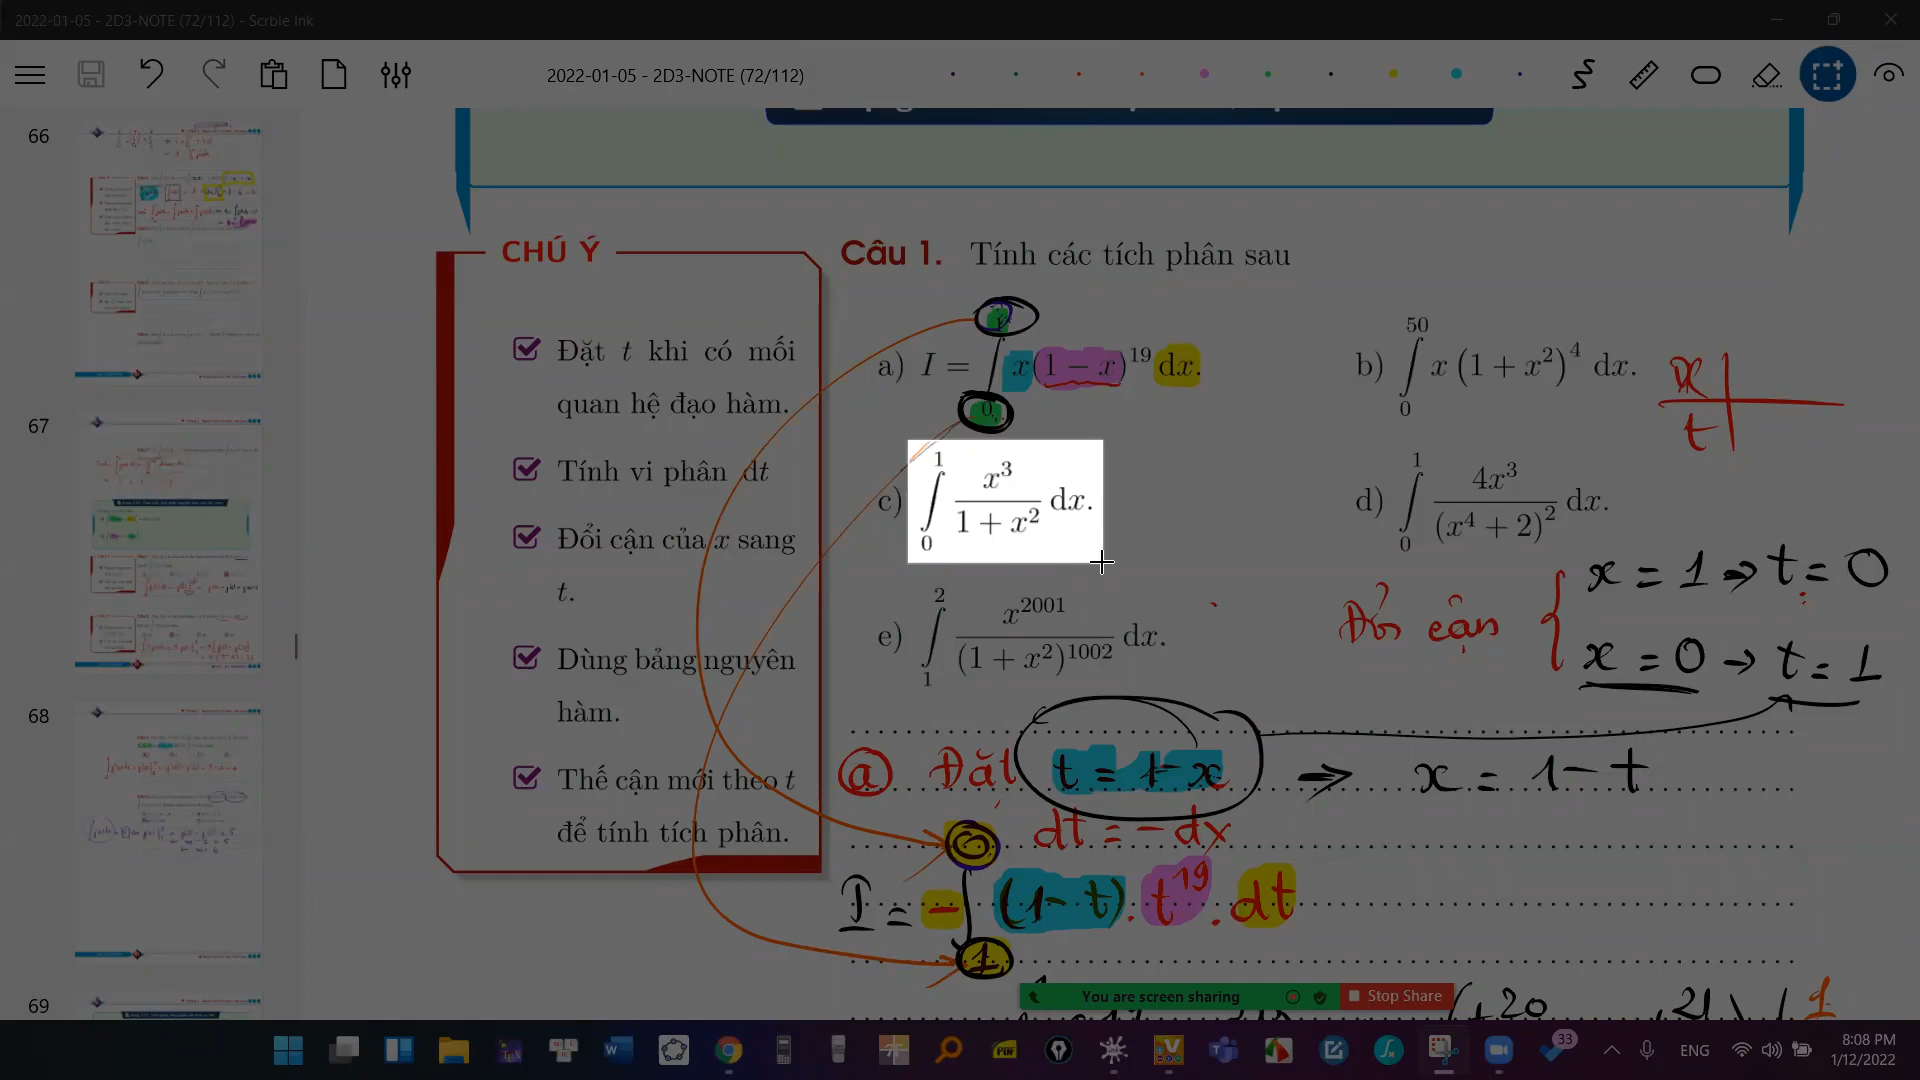 2022-01-05 - 2D3-NOTE (72/112) - Scrble Ink
2022-01-05 - 2D3-NOTE (72/112)
66
67
68
69
CHÚ Ý
Đặt t khi có mối
quan hệ đạo hàm.
Tính vi phân dt
Đổi cận của x sang
t.
Dùng bảng nguyên
hàm.
Thế cận mới theo t
để tính tích phân.
Câu 1. Tính các tích phân sau
a) I = ∫₀¹ x(1 − x)¹⁹ dx.
b) ∫₀⁵⁰ x (1 + x²)⁴ dx.
x
t
c) ∫₀¹ x³/(1 + x²) dx.
d) ∫₀¹ 4x³/(x⁴ + 2)² dx.
e) ∫₁² x²⁰⁰¹/(1 + x²)¹⁰⁰² dx.
Đổi cận { x = 1 → t = 0
x = 0 → t = 1
ⓐ Đặt t = 1 − x ⇒ x = 1 − t
dt = − dx
I = − ∫₁⁰ (1 − t) . t¹⁹ . dt
You are screen sharing
Stop Share
33
ENG
8:08 PM
1/12/2022